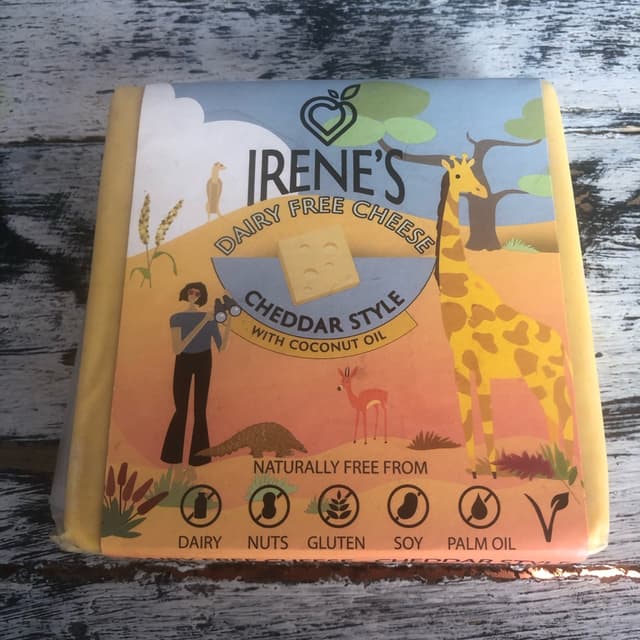 IRENE'S
DAIRY FREE CHEESE
CHEDDAR STYLE
WITH COCONUT OIL
NATURALLY FREE FROM
DAIRY NUTS GLUTEN SOY PALM OIL